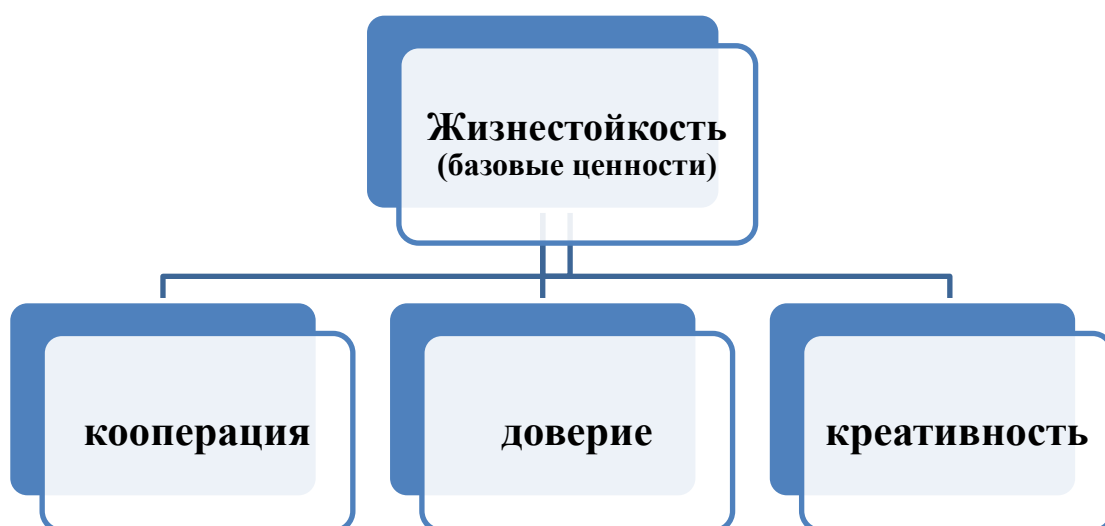 Жизнестойкость
(базовые ценности)
кооперация
доверие
креативность